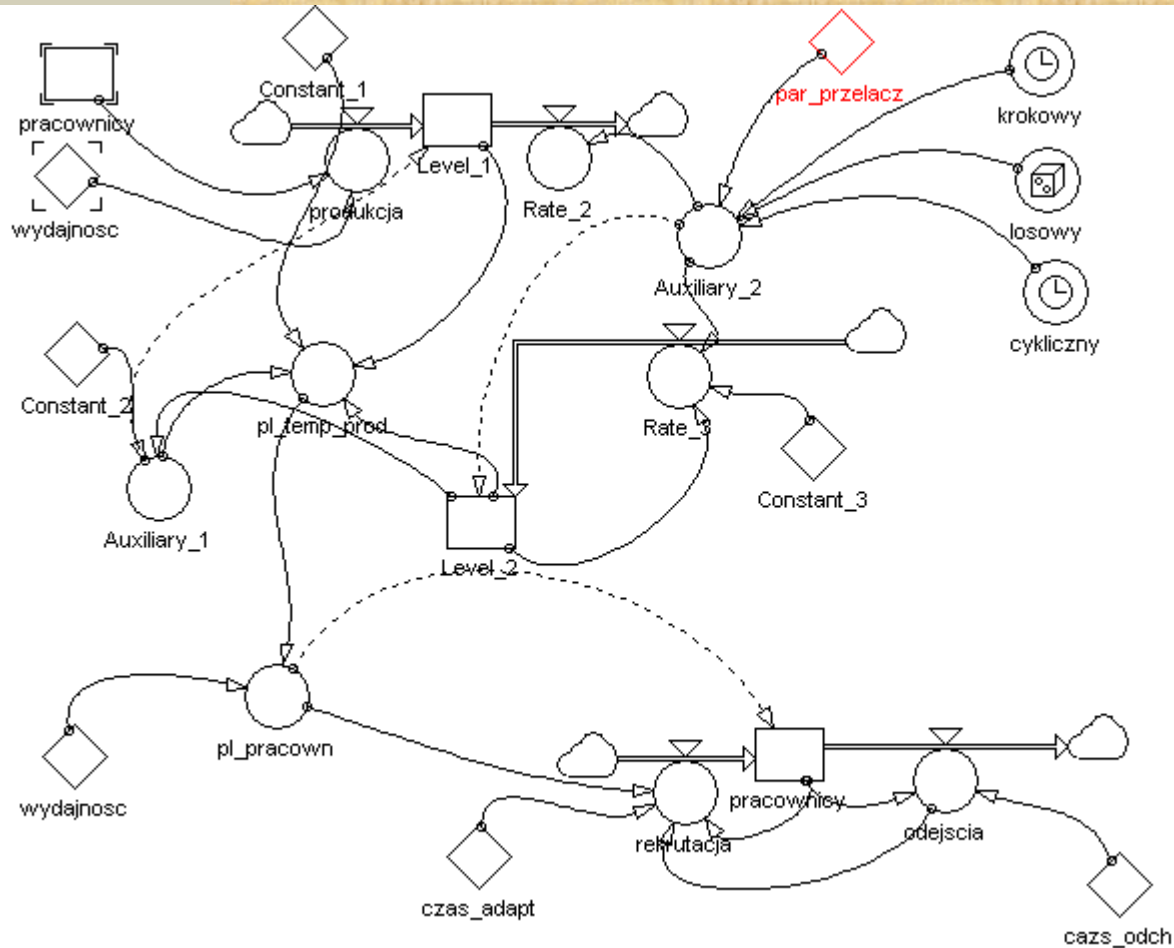 Constant_1
par_przelacz
pracownicy
krokowy
Level_1
produkcja
Rate_2
wydajnosc
losowy
Auxiliary_2
cykliczny
Constant_2
pl_temp_prod
Rate_3
Constant_3
Auxiliary_1
Level_2
pl_pracown
wydajnosc
pracownicy
rekrutacja
odejscia
czas_adapt
cazs_odch